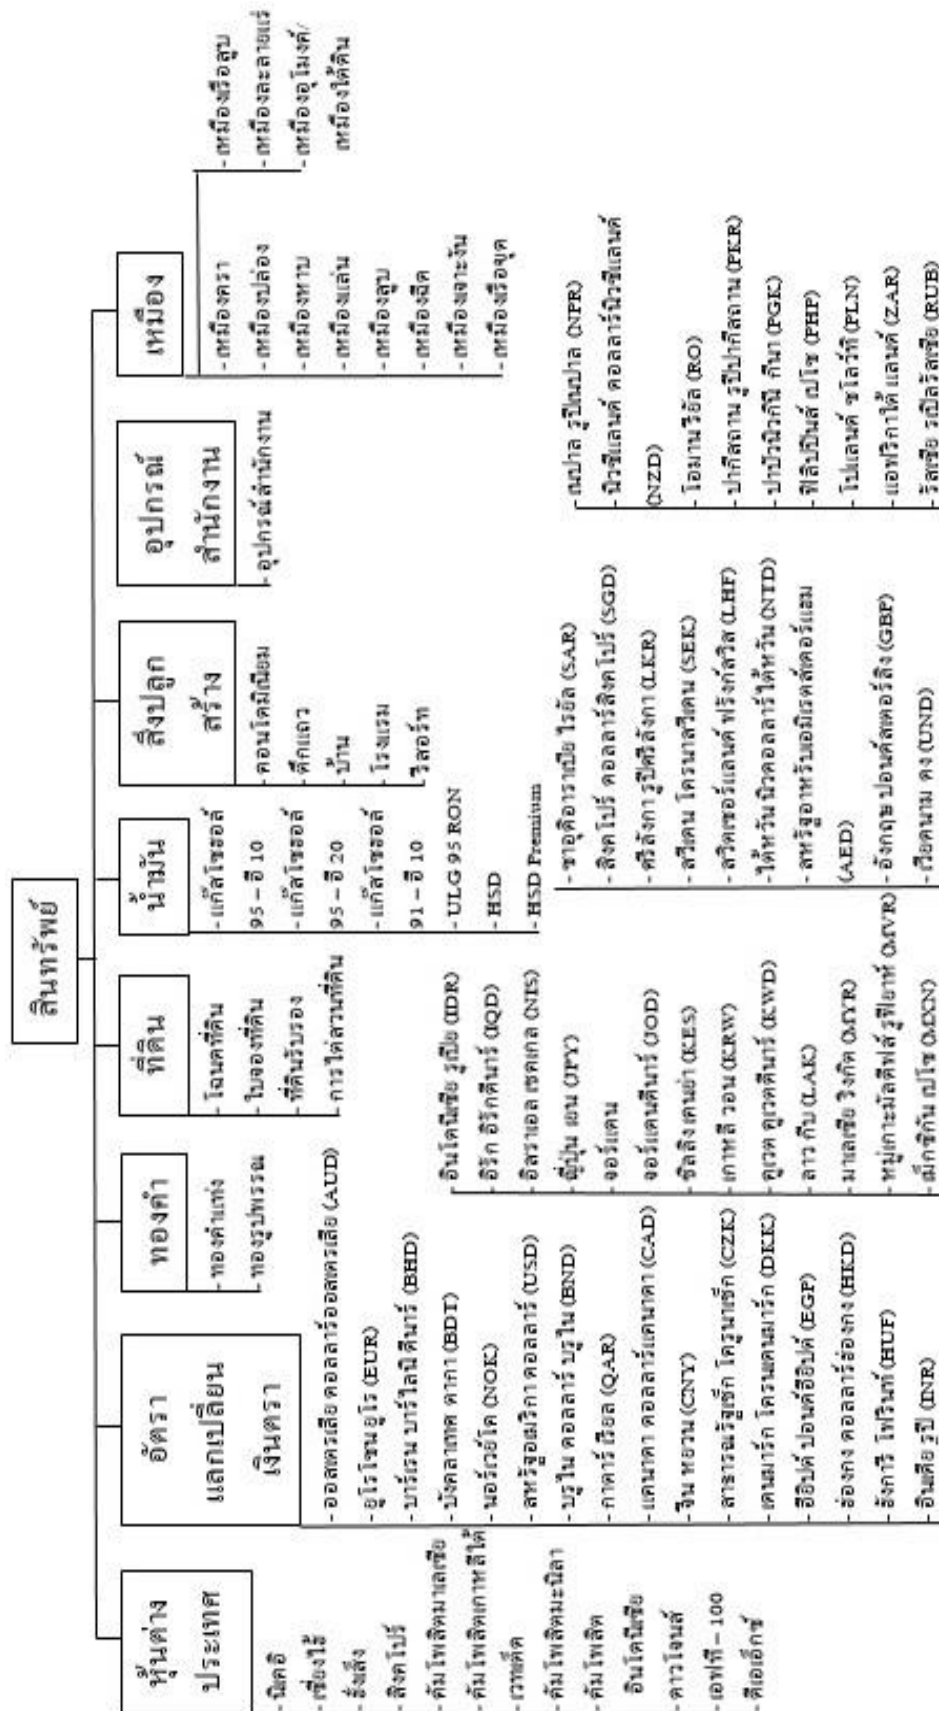 สินทรัพย์
หุ้นต่าง
ประเทศ
- นิเคอิ
- เซี่ยงไฮ้
- ฮั่งเส็ง
- สิงคโปร์
- คัมโพสิตมาเลเซีย
- คัมโพสิตเกาหลีใต้
- เวทเต็ด
- คัมโพสิตมะนิลา
- คัมโพสิต
อินโดนีเซีย
- ดาวโจนส์
- เอฟที – 100
- ดีเอเอ็กซ์
อัตรา
แลกเปลี่ยน
เงินตรา
- ออสเตรเลีย ดอลลาร์ออสเตรเลีย (AUD)
- ยูโรโซน ยูโร (EUR)
- บาร์เรน บาร์ไลนี ดีนาร์ (BHD)
- บังคลาเทศ ตากา (BDT)
- นอร์เวย์โค (NOK)
- สหรัฐอเมริกา ดอลลาร์ (USD)
- บรูไน ดอลลาร์ บรูไน (BND)
- กาตาร์ เรียล (QAR)
- แคนาดา ดอลลาร์แคนาดา (CAD)
- จีน หยวน (CNY)
- สาธารณรัฐเช็ก โครูนาเช็ก (CZK)
- เดนมาร์ก โครนเดนมาร์ก (DKK)
- อียิปต์ ปอนด์อียิปต์ (EGP)
- ฮ่องกง ดอลลาร์ฮ่องกง (HKD)
- ฮังการี โฟรินท์ (HUF)
- อินเดีย รูปี (INR)
- อินโดนีเซีย รูเปีย (IDR)
- อิรัก อิรักดีนาร์ (IQD)
- อิสราเอล เชคเกล (NIS)
- ญี่ปุ่น เยน (JPY)
- จอร์แดน
จอร์แดนดีนาร์ (JOD)
- ชิลลิงเคนย่า (KES)
- เกาหลี วอน (KRW)
- คูเวต คูเวตดีนาร์ (KWD)
- ลาว กีบ (LAK)
- มาเลเซีย ริงกิต (MYR)
- หมู่เกาะมัลดีฟส์ รูฟิยาห์ (MVR)
- เม็กซิกัน เปโซ (MXN)
- ซาอุดิอาราเบีย ไรยัล (SAR)
- สิงคโปร์ ดอลลาร์สิงคโปร์ (SGD)
- ศรีลังกา รูปีศรีลังกา (LKR)
- สวีเดน โครนาสวีเดน (SEK)
- สวิตเซอร์แลนด์ ฟรังก์สวิส (LHF)
- ไต้หวัน นิวดอลลาร์ไต้หวัน (NTD)
- สหรัฐอาหรับเอมิเรตส์เดอร์แฮม
(AED)
- อังกฤษ ปอนด์สเตอร์ลิง (GBP)
- เวียดนาม ดง (UND)
- เนปาล รูปีเนปาล (NPR)
- นิวซีแลนด์ ดอลลาร์นิวซีแลนด์
(NZD)
- โอมาน ริยัล (RO)
- ปากีสถาน รูปีปากีสถาน (PKR)
- ปาปัวนิวกินี กีนา (PGK)
- ฟิลิปปินส์ เปโซ (PHP)
- โปแลนด์ ซโลว์ที (PLN)
- แอฟริกาใต้ แลนด์ (ZAR)
- รัสเซีย รูเบิลรัสเซีย (RUB)
ทองคำ
- ทองคำแท่ง
- ทองรูปพรรณ
ที่ดิน
- โฉนดที่ดิน
- ใบจองที่ดิน
- ที่ดินรับรอง
- การไต่สวนที่ดิน
น้ำมัน
- แก๊สโซฮอล์
95 – อี 10
- แก๊สโซฮอล์
95 – อี 20
- แก๊สโซฮอล์
91 – อี 10
- ULG 95 RON
- HSD
- HSD Premium
สิ่งปลูก
สร้าง
- คอนโดมิเนียม
- ตึกแถว
- บ้าน
- โรงแรม
- รีสอร์ท
อุปกรณ์
สำนักงาน
- อุปกรณ์สำนักงาน
เหมือง
- เหมืองครา
- เหมืองปล่อง
- เหมืองหาบ
- เหมืองแล่น
- เหมืองสูบ
- เหมืองฉีด
- เหมืองเจาะงัน
- เหมืองเรือขุด
- เหมืองเรือสูบ
- เหมืองละลายแร่
- เหมืองอุโมงค์/
เหมืองใต้ดิน